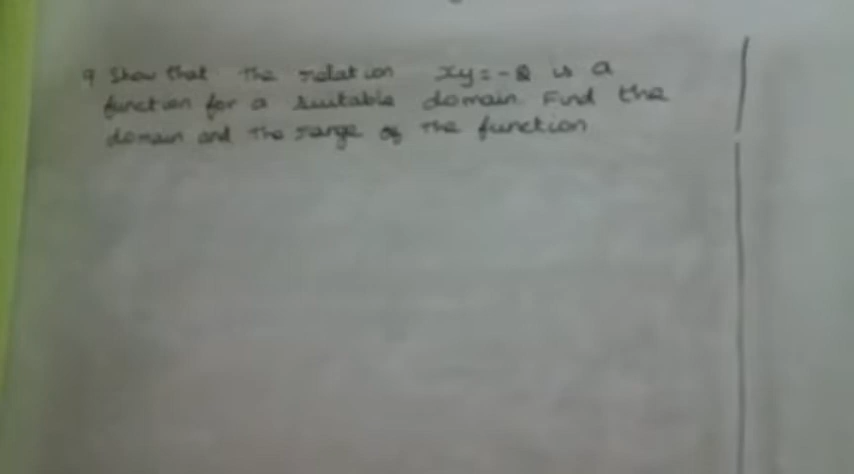 9 Show that the relation xy = -2 is a
function for a suitable domain. Find the
domain and the range of the function